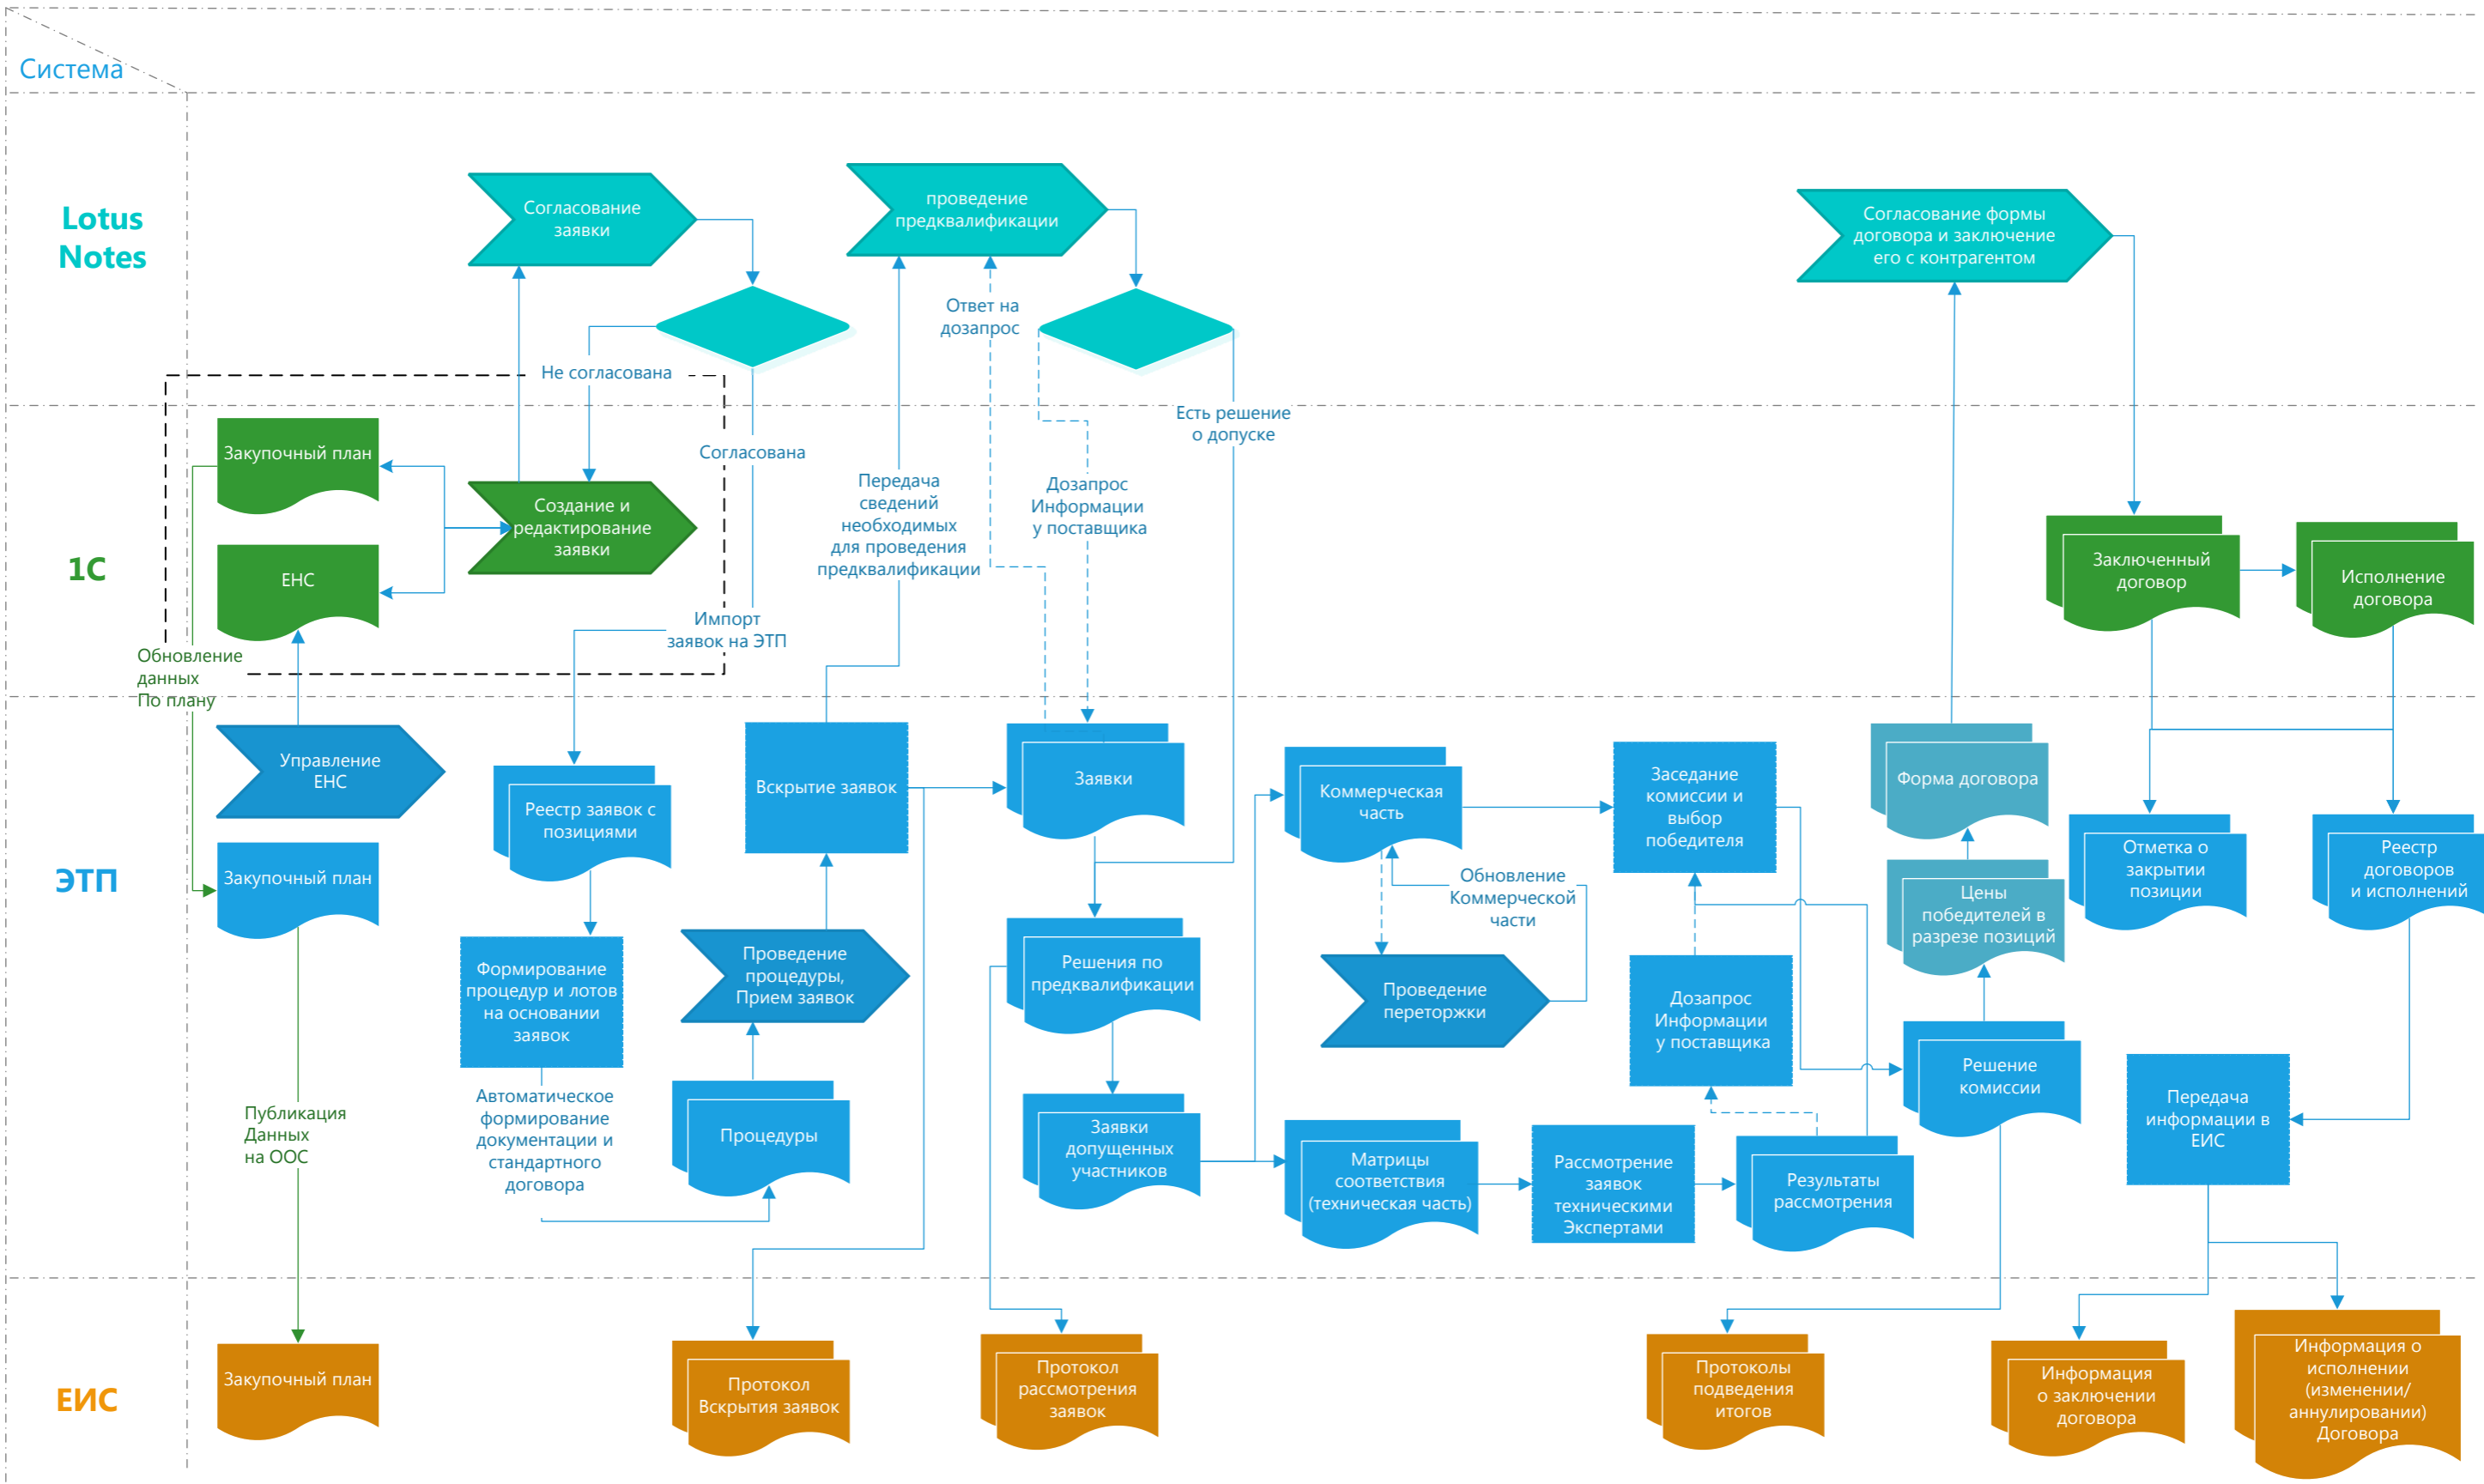 Система
Lotus
Notes
Согласование
заявки
проведение
предквалификации
Согласование формы
договора и заключение
его с контрагентом
Ответ на
дозапрос
Не согласована
Есть решение
о допуске
1С
Закупочный план
Согласована
Создание и
редактирование
заявки
ЕНС
Передача
сведений
необходимых
для проведения
предквалификации
Дозапрос
Информации
у поставщика
Заключенный
договор
Исполнение
договора
Импорт
заявок на ЭТП
Обновление
данных
По плану
ЭТП
Управление
ЕНС
Закупочный план
Реестр заявок с
позициями
Вскрытие заявок
Заявки
Коммерческая
часть
Заседание
комиссии и
выбор
победителя
Форма договора
Отметка о
закрытии
позиции
Реестр
договоров
и исполнений
Обновление
Коммерческой
части
Цены
победителей в
разрезе позиций
Формирование
процедур и лотов
на основании
заявок
Проведение
процедуры,
Прием заявок
Решения по
предквалификации
Проведение
переторжки
Дозапрос
Информации
у поставщика
Решение
комиссии
Передача
информации в
ЕИС
Публикация
Данных
на ООС
Автоматическое
формирование
документации и
стандартного
договора
Процедуры
Заявки
допущенных
участников
Матрицы
соответствия
(техническая часть)
Рассмотрение
заявок
техническими
Экспертами
Результаты
рассмотрения
ЕИС
Закупочный план
Протокол
Вскрытия заявок
Протокол
рассмотрения
заявок
Протоколы
подведения
итогов
Информация
о заключении
договора
Информация о
исполнении
(изменении/
аннулировании)
Договора